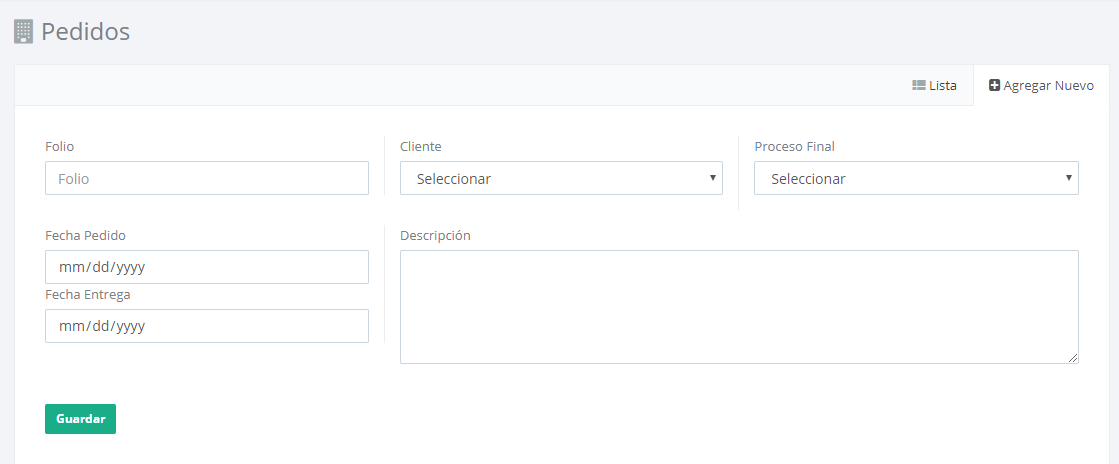 Pedidos
Lista
Agregar Nuevo
Folio
Cliente
Proceso Final
Folio
Seleccionar
Seleccionar
Fecha Pedido
Descripción
mm/dd/yyyy
Fecha Entrega
mm/dd/yyyy
Guardar